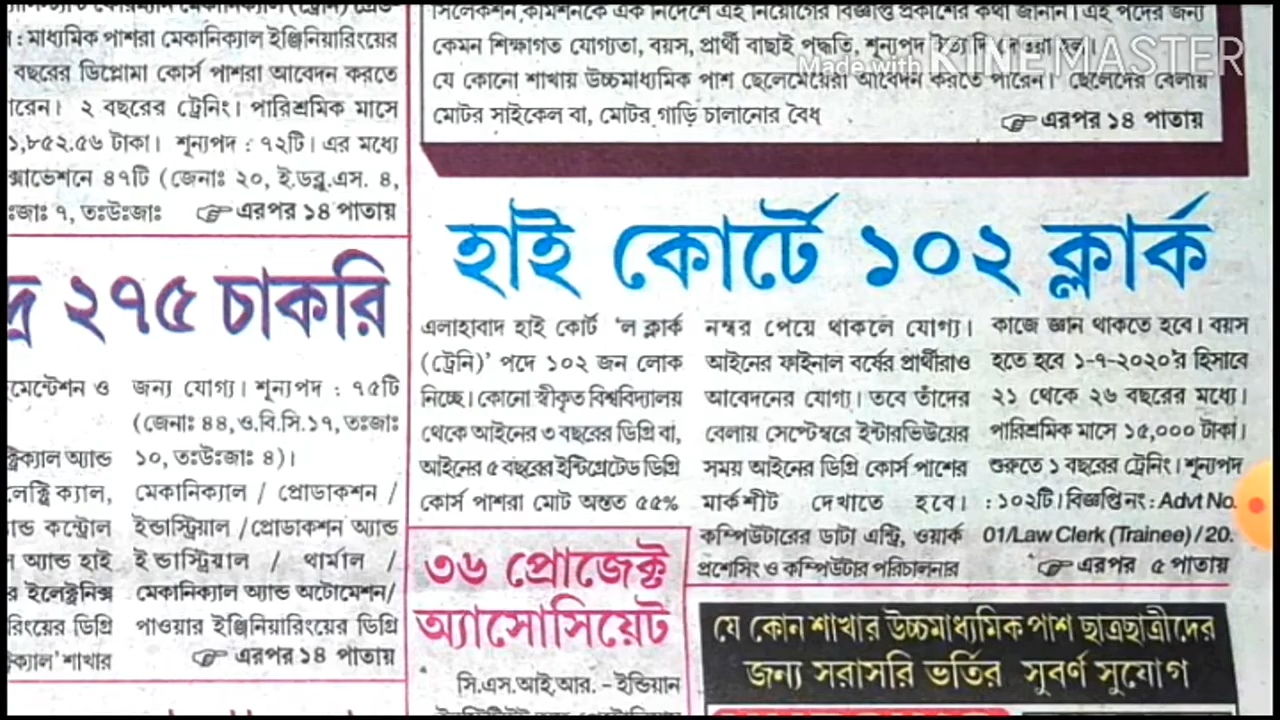 : মাধ্যমিক পাশরা মেকানিক্যাল ইঞ্জিনিয়ারিংয়ের
বছরের ডিপ্লোমা কোর্স পাশরা আবেদন করতে
রেন। ২ বছরের ট্রেনিং। পারিশ্রমিক মাসে
১,৮৫২.৫৬ টাকা। শূন্যপদ : ৭২টি। এর মধ্যে
৪৭টি (জেনাঃ ২০, ই.ডব্লু.এস. ৪,
৭, তঃউঃজাঃ এরপর ১৪ পাতায়
সিলেকশন, কমিশনকে এক নির্দেশে এই নিয়োগের বিজ্ঞপ্তি প্রকাশের কথা জানান। এই পদের জন্য
কেমন শিক্ষাগত যোগ্যতা, বয়স, প্রার্থী বাছাই পদ্ধতি, শূন্যপদ
যে কোনো শাখায় উচ্চমাধ্যমিক পাশ ছেলেমেয়েরা আবেদন করতে পারেন। ছেলেদের বেলায়
মোটর সাইকেল বা, মোটর গাড়ি চালানোর বৈধ
এরপর ১৪ পাতায়
Made with KINEMASTER
২৭৫ চাকরি
মেন্টেশন ও
অ্যান্ড
কন্ট্রোল
অ্যান্ড হাই
ইলেক্ট্রনিক্স
ডিগ্রি
শাখার
জন্য যোগ্য। শূন্যপদ : ৭৫টি
(জেনাঃ ৪৪, ও.বি.সি. ১৭, তঃজাঃ
১০, তঃউঃজাঃ ৪)।
মেকানিক্যাল / প্রোডাকশন /
ইন্ডাস্ট্রিয়াল /প্রোডাকশন অ্যান্ড
ইন্ডাস্ট্রিয়াল / থার্মাল /
মেকানিক্যাল অ্যান্ড অটোমেশন/
পাওয়ার ইঞ্জিনিয়ারিংয়ের ডিগ্রি
এরপর ১৪ পাতায়
হাই কোর্টে ১০২ ক্লার্ক
এলাহাবাদ হাই কোর্ট 'ল ক্লার্ক
(ট্রেনি)' পদে ১০২ জন লোক
নিচ্ছে। কোনো স্বীকৃত বিশ্ববিদ্যালয়
থেকে আইনের ৩ বছরের ডিগ্রি বা,
আইনের ৫ বছরের ইন্টিগ্রেটেড ডিগ্রি
কোর্স পাশরা মোট অন্তত ৫৫%
নম্বর পেয়ে থাকলে যোগ্য।
আইনের ফাইনাল বর্ষের প্রার্থীরাও
আবেদনের যোগ্য। তবে তাঁদের
বেলায় সেপ্টেম্বরে ইন্টারভিউয়ের
সময় আইনের ডিগ্রি কোর্স পাশের
মার্কশীট দেখাতে হবে।
কম্পিউটারের ডাটা এন্ট্রি, ওয়ার্ক
প্রশেসিং ও কম্পিউটার পরিচালনার
কাজে জ্ঞান থাকতে হবে। বয়স
হতে হবে ১-৭-২০২০'র হিসাবে
২১ থেকে ২৬ বছরের মধ্যে।
পারিশ্রমিক মাসে ১৫,০০০ টাকা।
শুরুতে ১ বছরের ট্রেনিং। শূন্যপদ
: ১০২টি। বিজ্ঞপ্তি নং : Advt No.
01/Law Clerk (Trainee) / 20.
এরপর ৫ পাতায়
৩৬ প্রোজেক্ট
অ্যাসোসিয়েট
সি.এস.আই.আর. - ইন্ডিয়ান
যে কোন শাখার উচ্চমাধ্যমিক পাশ ছাত্রছাত্রীদের
জন্য সরাসরি ভর্তির সুবর্ণ সুযোগ